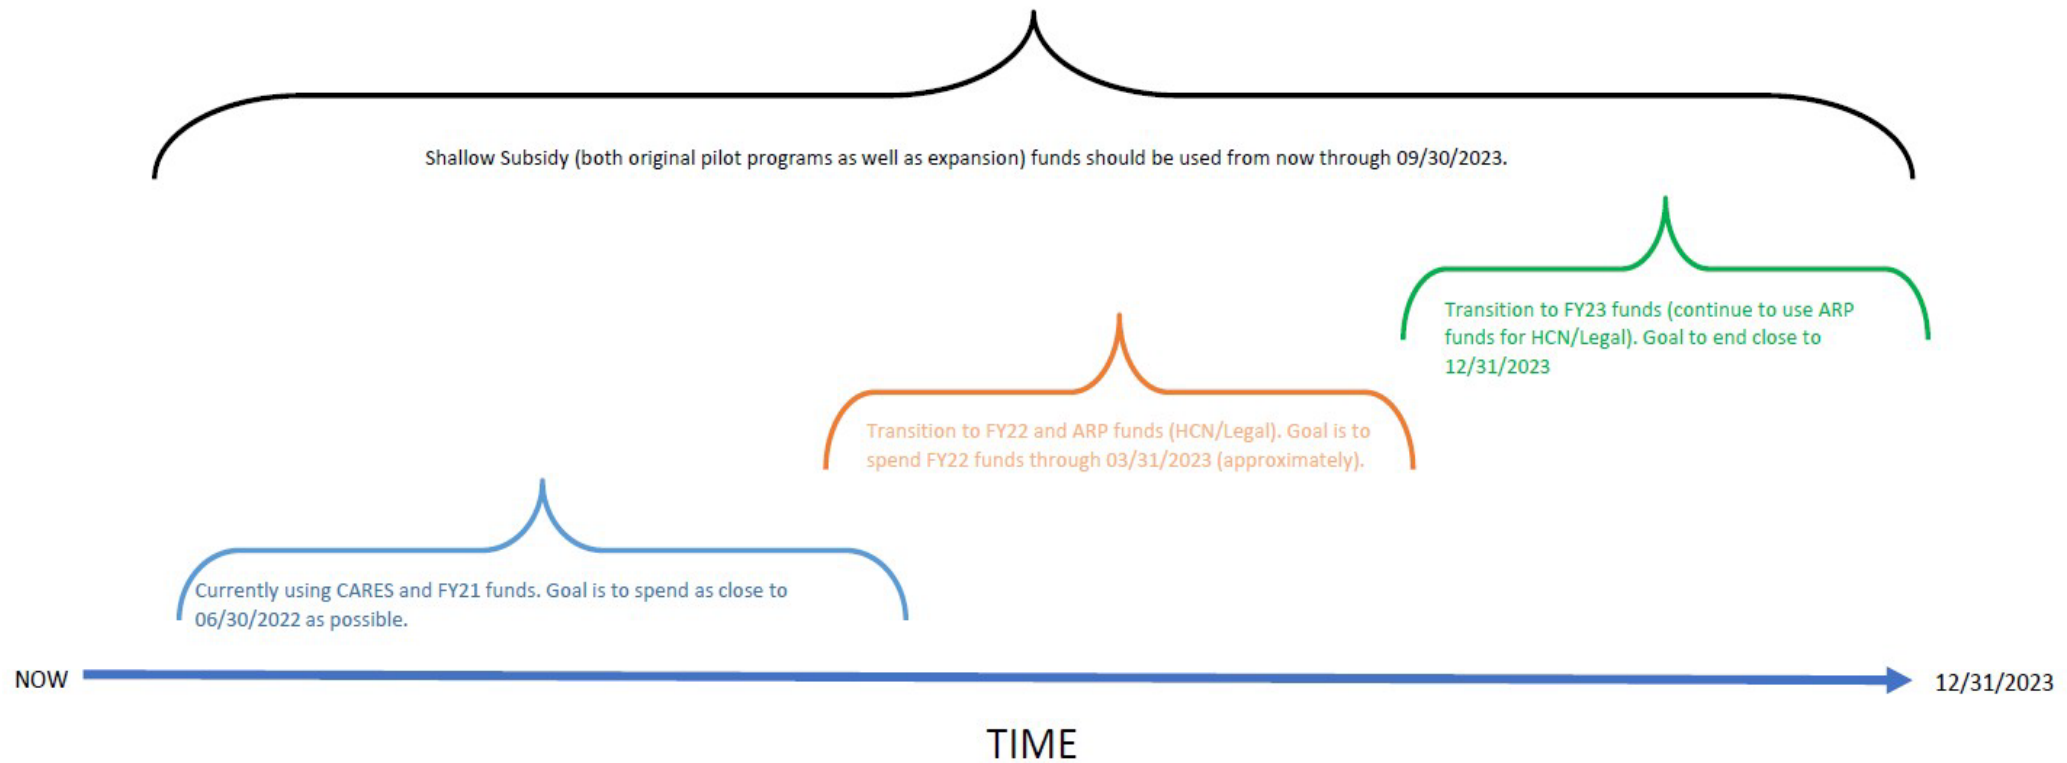 Shallow Subsidy (both original pilot programs as well as expansion) funds should be used from now through 09/30/2023.
Transition to FY23 funds (continue to use ARP
funds for HCN/Legal). Goal to end close to
12/31/2023
Transition to FY22 and ARP funds (HCN/Legal). Goal is to
spend FY22 funds through 03/31/2023 (approximately).
Currently using CARES and FY21 funds. Goal is to spend as close to
06/30/2022 as possible.
NOW
12/31/2023
TIME